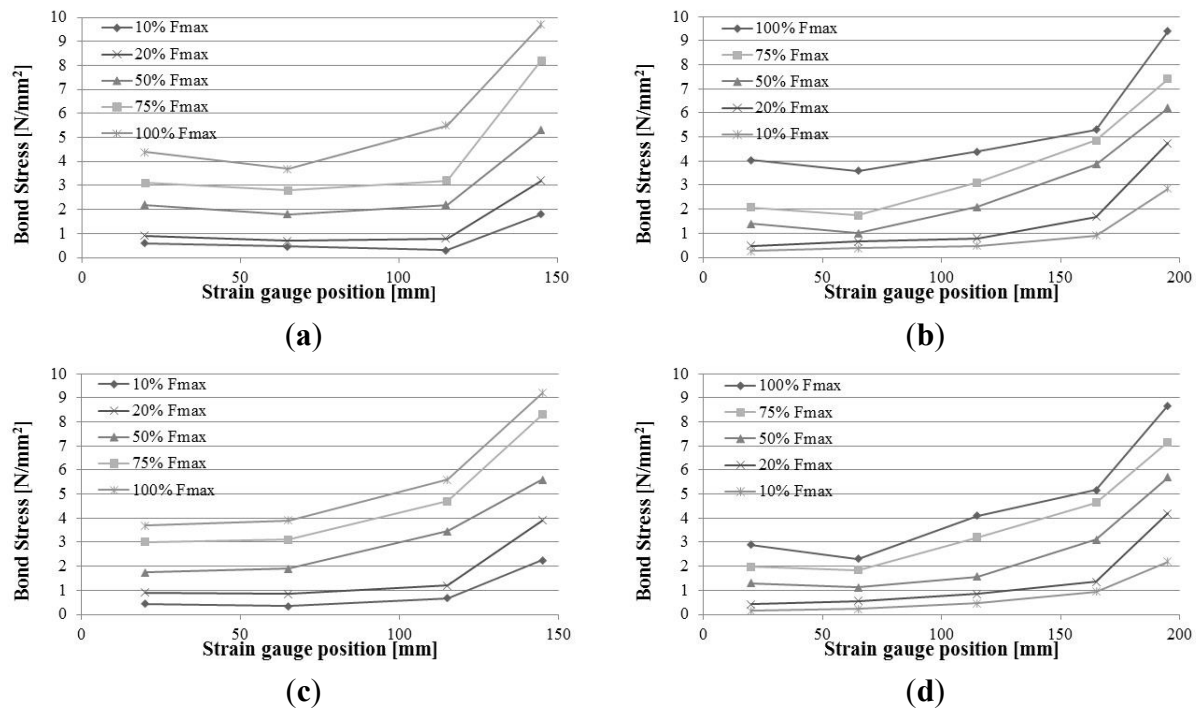 (a)
Bond Stress [N/mm²]
10
9
8
7
6
5
4
3
2
1
0
10% Fmax
20% Fmax
50% Fmax
75% Fmax
100% Fmax
0 50 100 150
Strain gauge position [mm]
(b)
Bond Stress [N/mm²]
10
9
8
7
6
5
4
3
2
1
0
100% Fmax
75% Fmax
50% Fmax
20% Fmax
10% Fmax
0 50 100 150 200
Strain gauge position [mm]
(c)
Bond Stress [N/mm²]
10
9
8
7
6
5
4
3
2
1
0
10% Fmax
20% Fmax
50% Fmax
75% Fmax
100% Fmax
0 50 100 150
Strain gauge position [mm]
(d)
Bond Stress [N/mm²]
10
9
8
7
6
5
4
3
2
1
0
100% Fmax
75% Fmax
50% Fmax
20% Fmax
10% Fmax
0 50 100 150 200
Strain gauge position [mm]